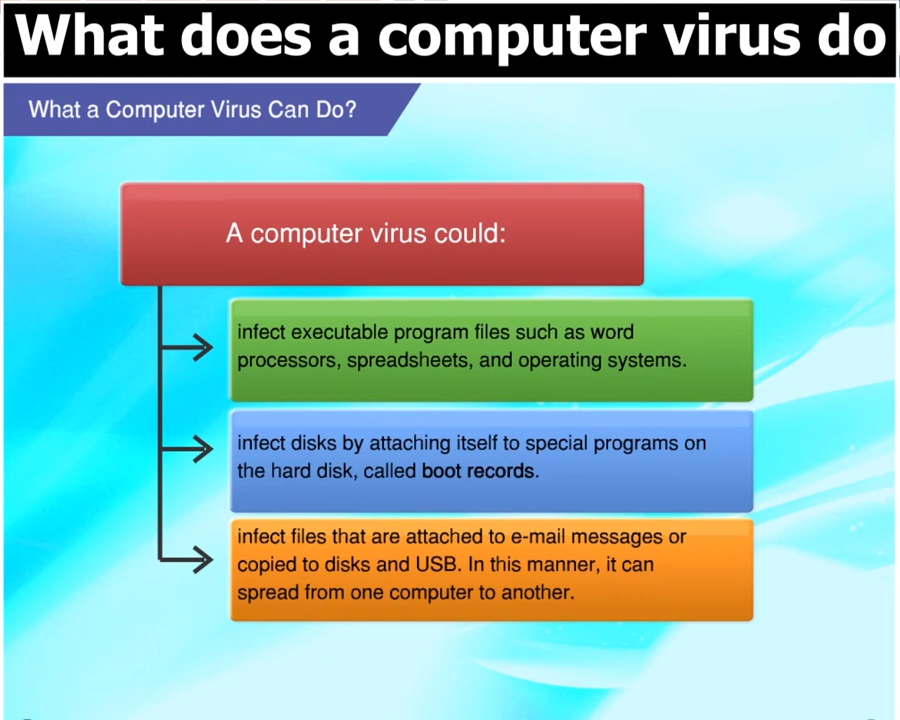 What does a computer virus do
What a Computer Virus Can Do?
A computer virus could:
infect executable program files such as word
processors, spreadsheets, and operating systems.
infect disks by attaching itself to special programs on
the hard disk, called boot records.
infect files that are attached to e-mail messages or
copied to disks and USB. In this manner, it can
spread from one computer to another.